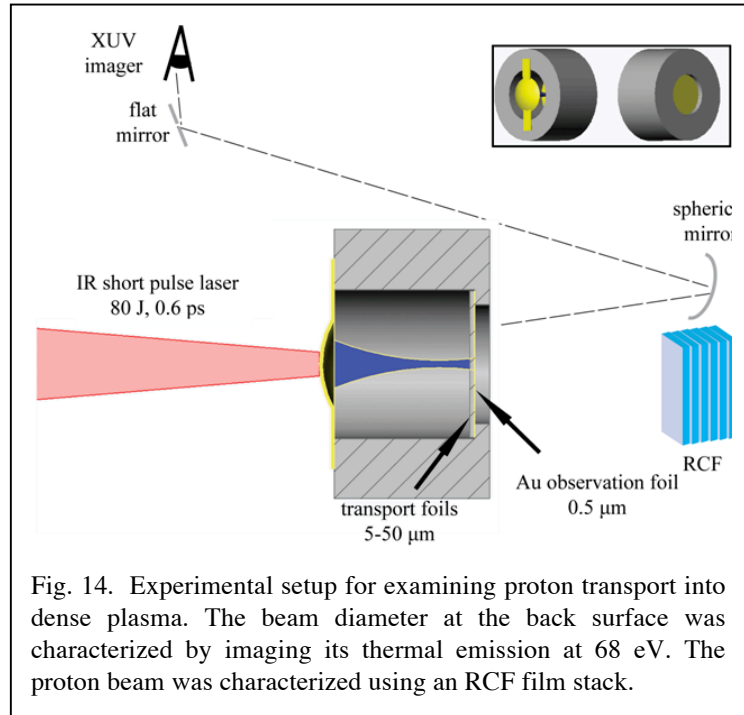 XUV
imager
flat
mirror
IR short pulse laser
80 J, 0.6 ps
mirror
RCF
Au observation foil
0.5 μm
transport foils
5-50 μm
Fig. 14. Experimental setup for examining proton transport into
dense plasma. The beam diameter at the back surface was
characterized by imaging its thermal emission at 68 eV. The
proton beam was characterized using an RCF film stack.